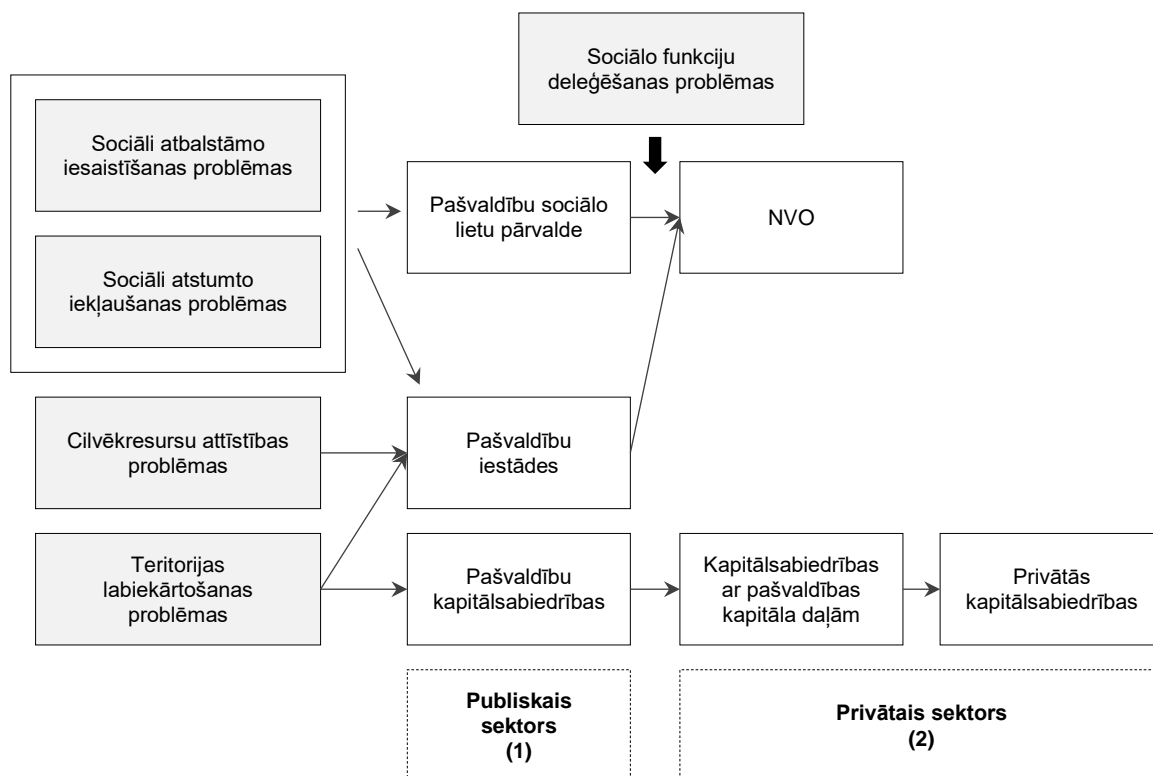 Sociālo funkciju
deleģēšanas problēmas
Sociāli atbalstāmo
iesaistīšanas problēmas
Pašvaldību sociālo
lietu pārvalde
NVO
Sociāli atstumto
iekļaušanas problēmas
Cilvēkresursu attīstības
problēmas
Pašvaldību
iestādes
Teritorijas
labiekārtošanas
problēmas
Pašvaldību
kapitālsabiedrības
Kapitālsabiedrības
ar pašvaldības
kapitāla daļām
Privātās
kapitālsabiedrības
Publiskais
sektors
(1)
Privātais sektors
(2)